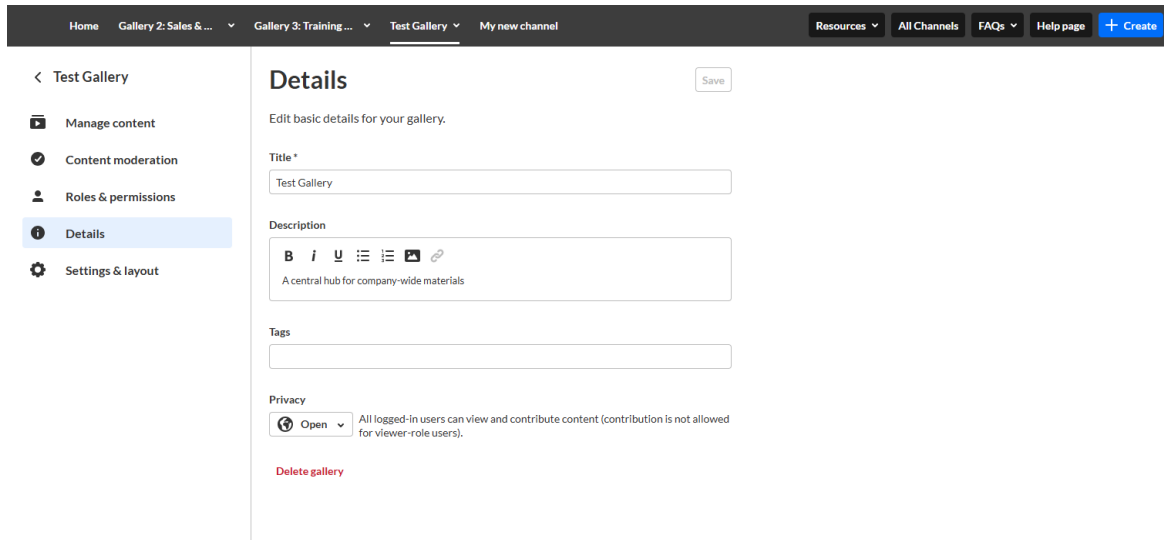 Home Gallery 2: Sales & ... Gallery 3: Training ... Test Gallery My new channel Resources All Channels FAQs Help page + Create
Test Gallery
Manage content
Content moderation
Roles & permissions
Details
Settings & layout
Details
Save
Edit basic details for your gallery.
Title *
Test Gallery
Description
B i U
A central hub for company-wide materials
Tags
Privacy
Open
All logged-in users can view and contribute content (contribution is not allowed
for viewer-role users).
Delete gallery